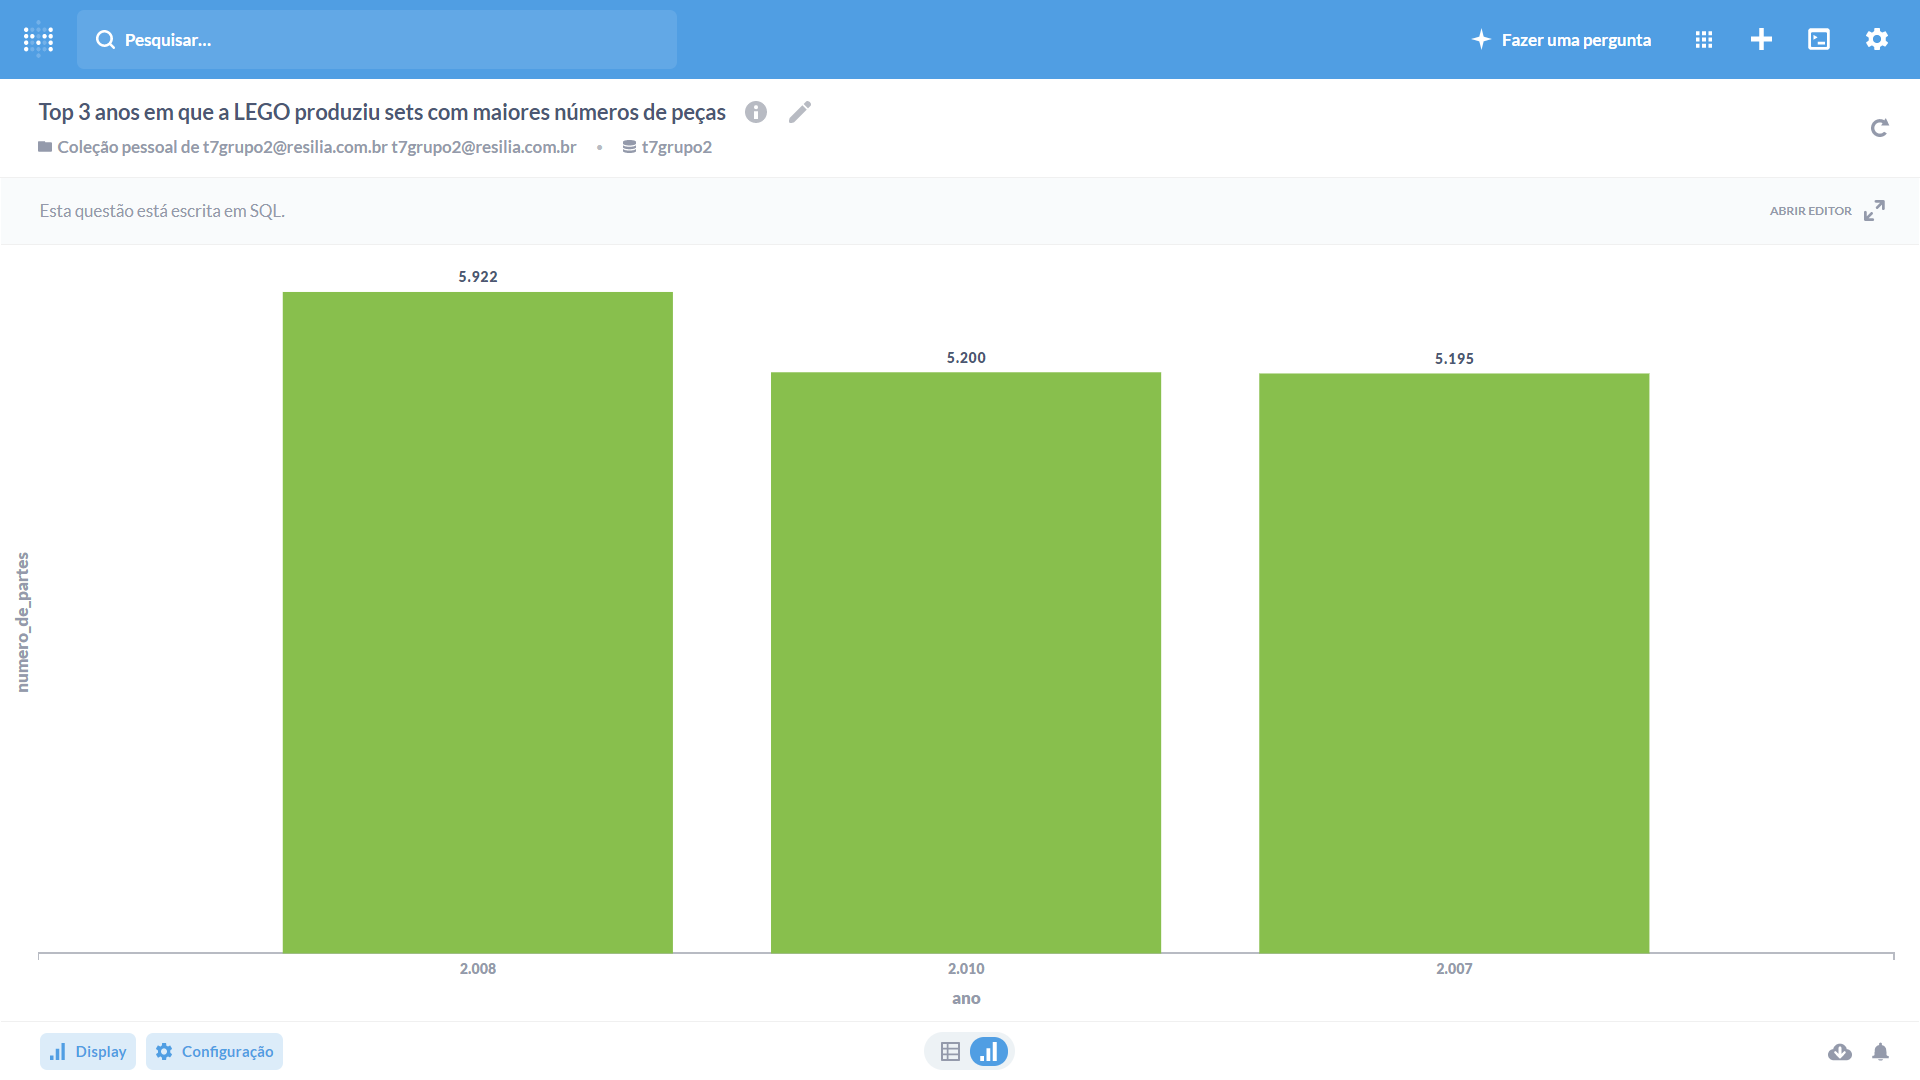 Pesquisar...
Fazer uma pergunta
Top 3 anos em que a LEGO produziu sets com maiores números de peças
Coleção pessoal de t7grupo2@resilia.com.br t7grupo2@resilia.com.br • t7grupo2
Esta questão está escrita em SQL.
ABRIR EDITOR
5.922
5.200
5.195
numero_de_partes
2.008
2.010
2.007
ano
Display
Configuração